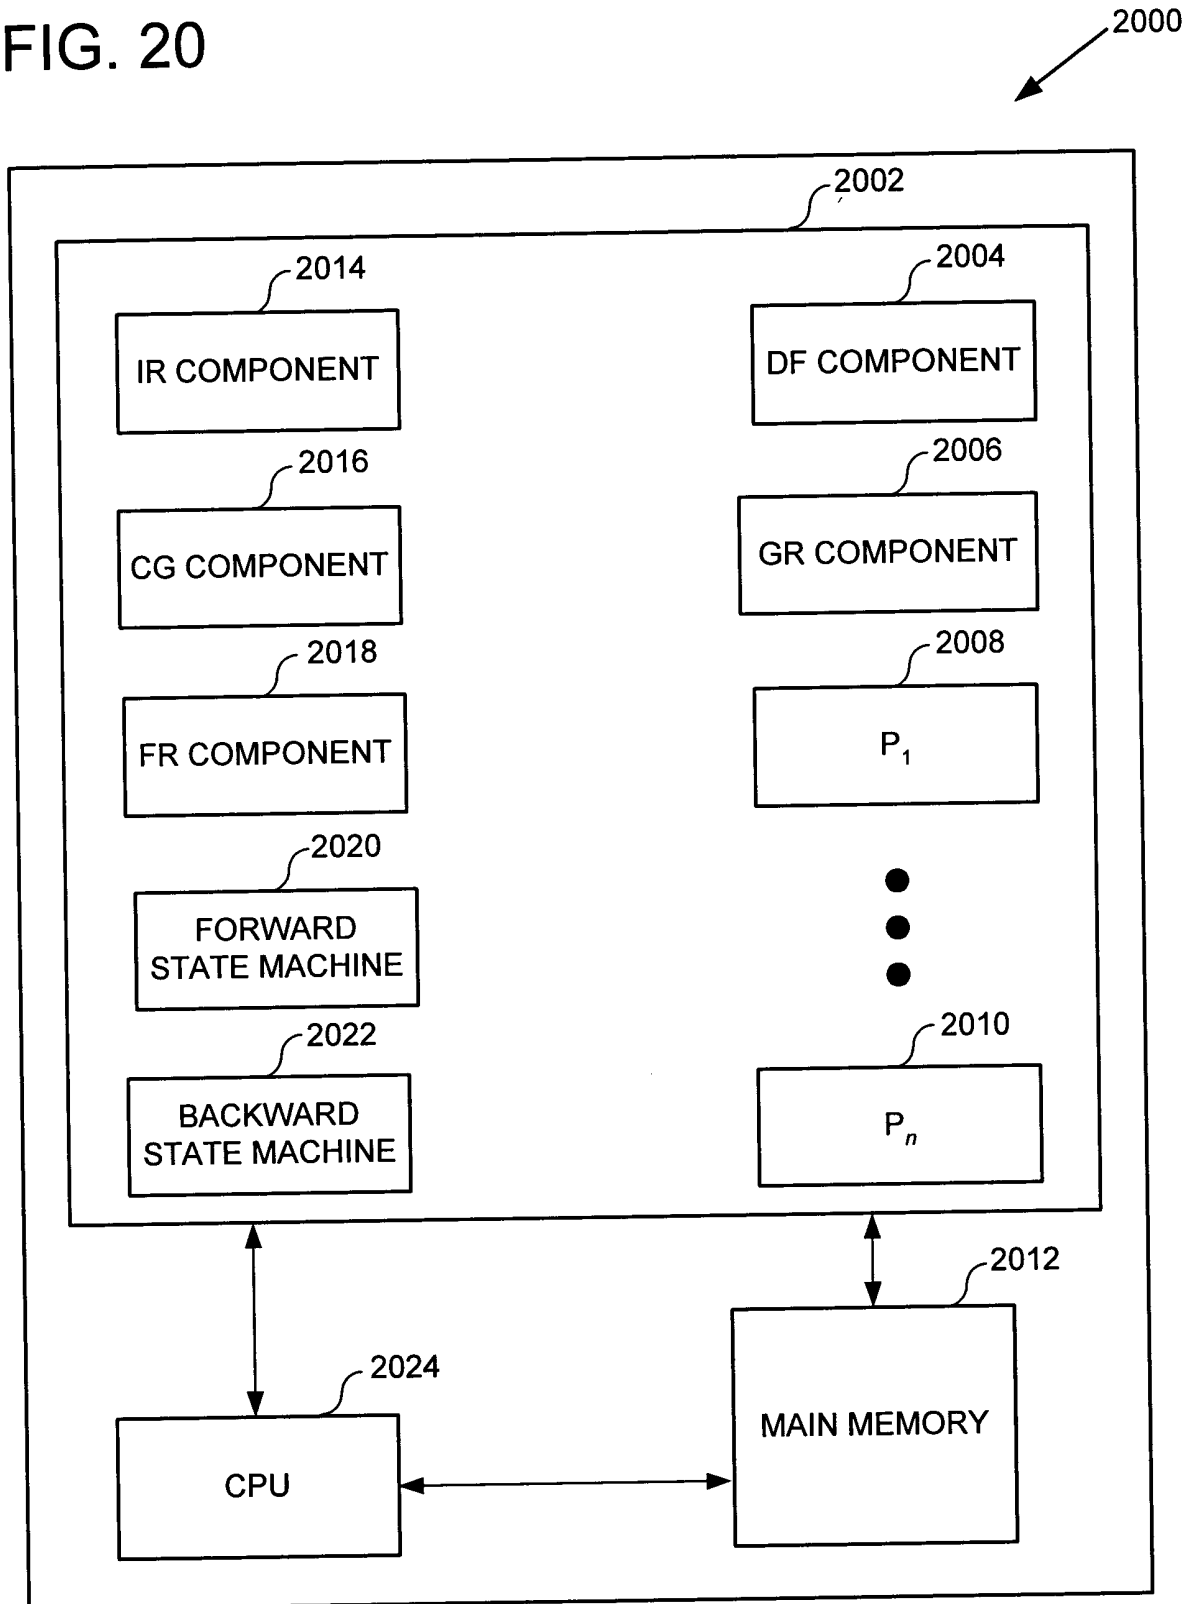 FIG. 20
2000
2002
2014
2004
IR COMPONENT
DF COMPONENT
2016
2006
CG COMPONENT
GR COMPONENT
2018
2008
FR COMPONENT
P1
2020
FORWARD
STATE MACHINE
2022
2010
BACKWARD
STATE MACHINE
Pn
2012
2024
MAIN MEMORY
CPU